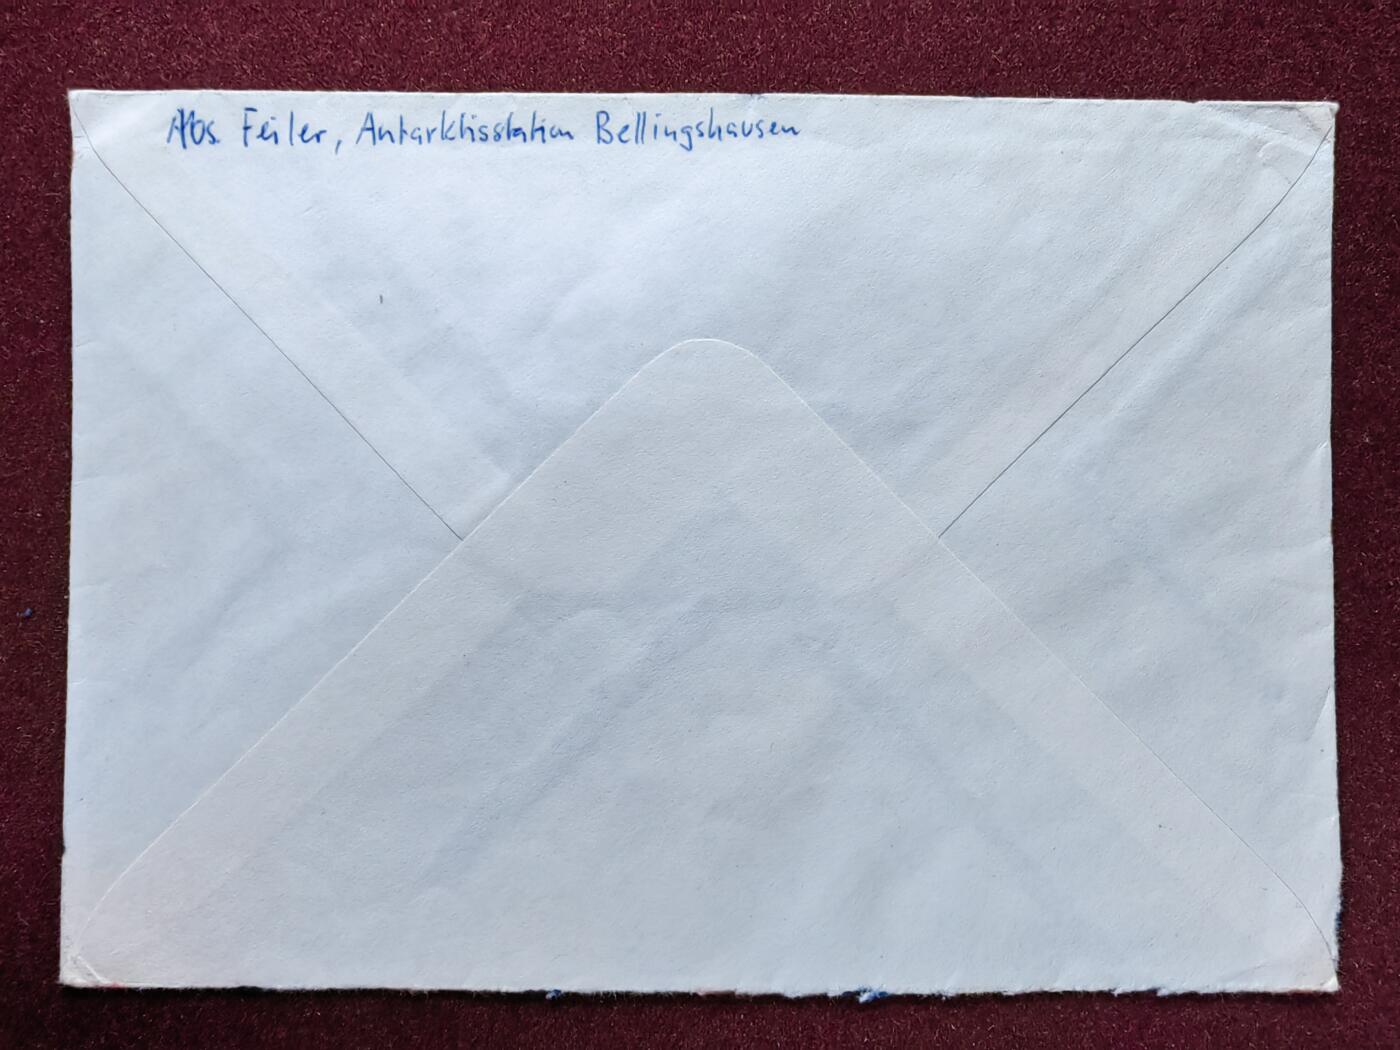 Abs. Feiler, Antarktisstation Bellingshausen